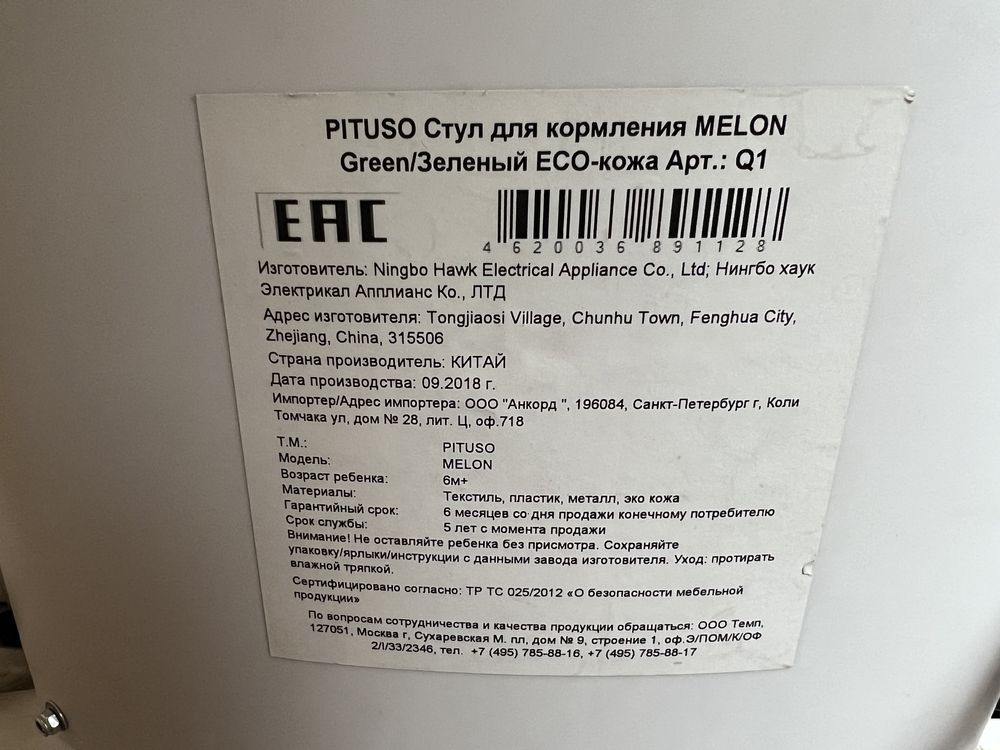 PITUSO Стул для кормления MELON
Green/Зеленый ECO-кожа Арт.: Q1
EAC
4 620036 891128
Изготовитель: Ningbo Hawk Electrical Appliance Co., Ltd; Нингбо хаук
Электрикал Апплианс Ко., ЛТД
Адрес изготовителя: Tongjiaosi Village, Chunhu Town, Fenghua City,
Zhejiang, China, 315506
Страна производитель: КИТАЙ
Дата производства: 09.2018 г.
Импортер/Адрес импортера: ООО "Анкорд ", 196084, Санкт-Петербург г, Коли
Томчака ул, дом № 28, лит. Ц, оф.718
Т.М.: PITUSO
Модель: MELON
Возраст ребенка: 6м+
Материалы: Текстиль, пластик, металл, эко кожа
Гарантийный срок: 6 месяцев со дня продажи конечному потребителю
Срок службы: 5 лет с момента продажи
Внимание! Не оставляйте ребенка без присмотра. Сохраняйте
упаковку/ярлыки/инструкции с данными завода изготовителя. Уход: протирать
влажной тряпкой.
Сертифицировано согласно: ТР ТС 025/2012 «О безопасности мебельной
продукции»
По вопросам сотрудничества и качества продукции обращаться: ООО Темп,
127051, Москва г, Сухаревская М. пл, дом № 9, строение 1, оф.Э/ПОМ/К/ОФ
2/I/33/2346, тел. +7 (495) 785-88-16, +7 (495) 785-88-17